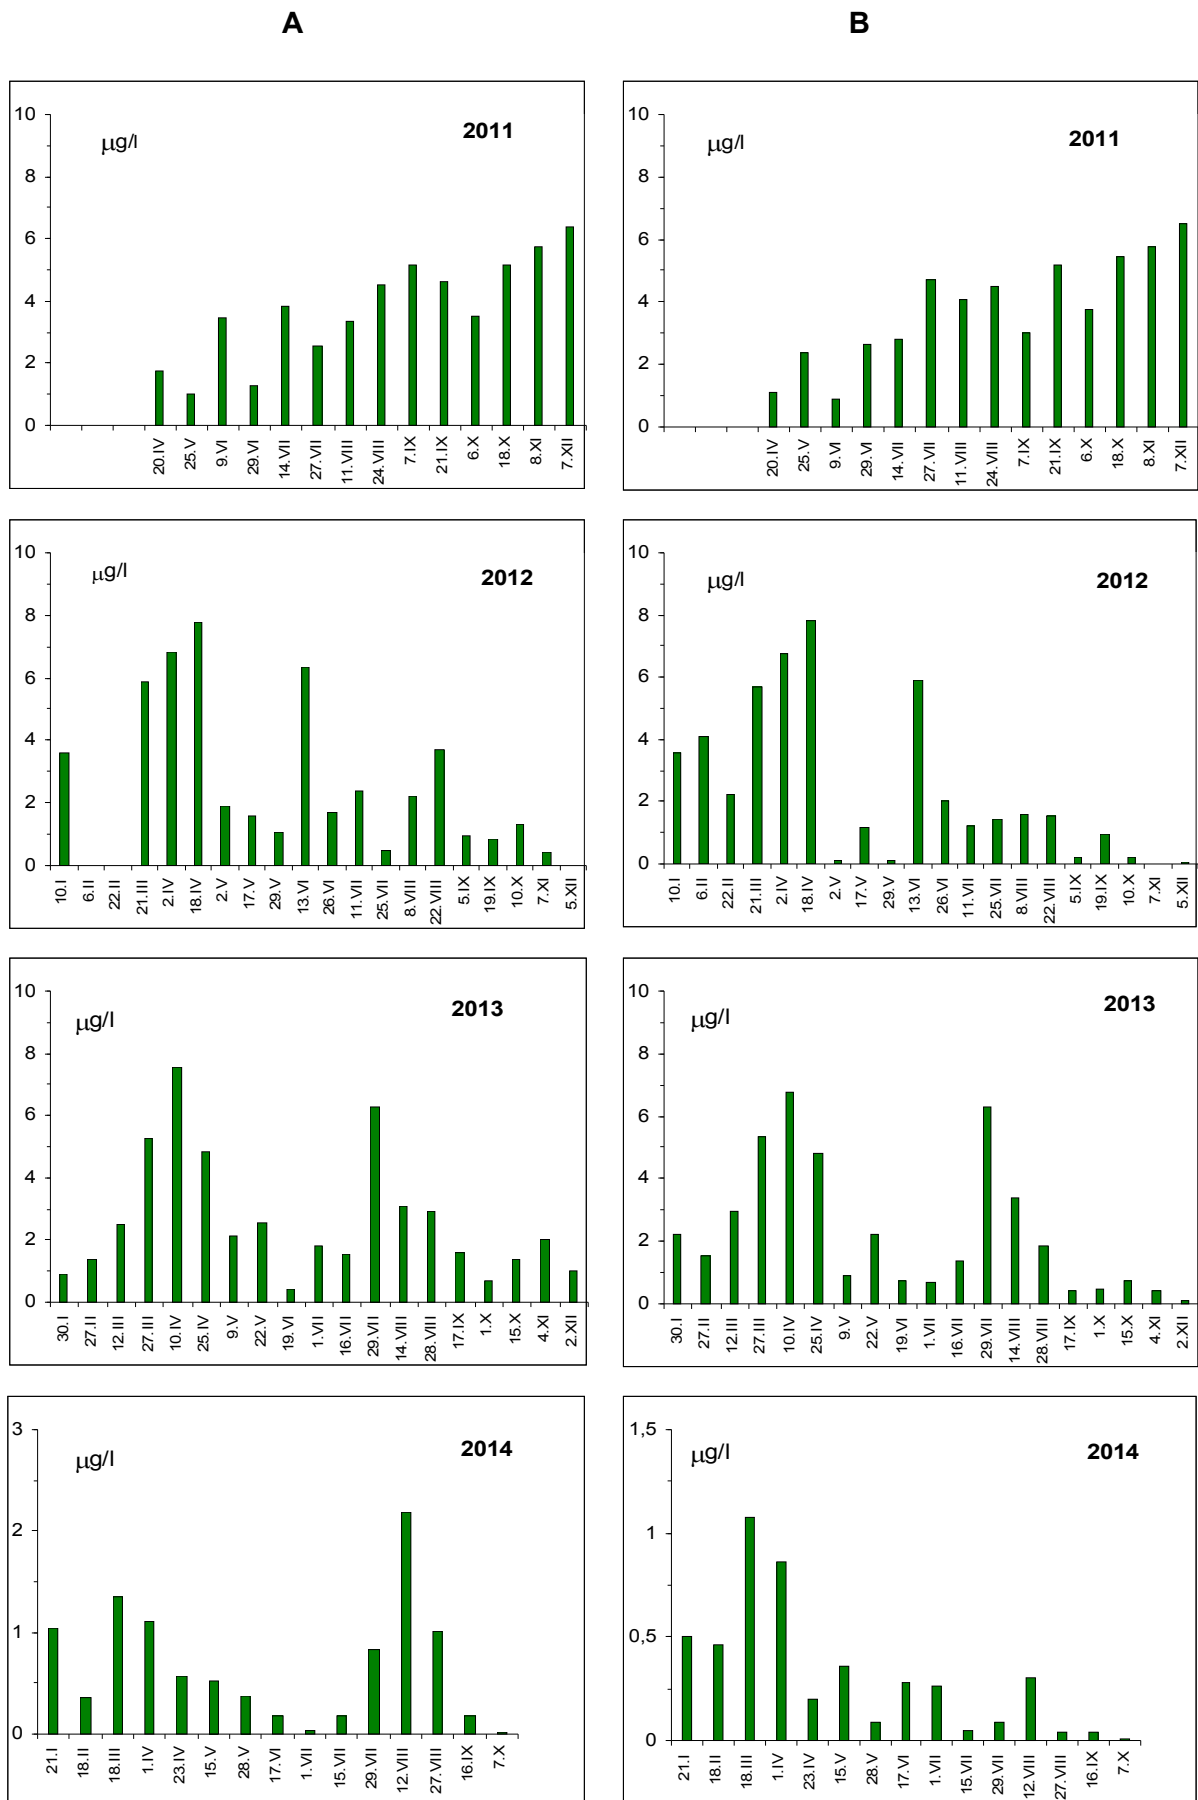 A
B
2011
μg/l
10
8
6
4
2
0
20.IV
25.V
9.VI
29.VI
14.VII
27.VII
11.VIII
24.VIII
7.IX
21.IX
6.X
18.X
8.XI
7.XII
2011
μg/l
10
8
6
4
2
0
20.IV
25.V
9.VI
29.VI
14.VII
27.VII
11.VIII
24.VIII
7.IX
21.IX
6.X
18.X
8.XI
7.XII
2012
μg/l
10
8
6
4
2
0
10.I
6.II
22.II
21.III
2.IV
18.IV
2.V
17.V
29.V
13.VI
26.VI
11.VII
25.VII
8.VIII
22.VIII
5.IX
19.IX
10.X
7.XI
5.XII
2012
μg/l
10
8
6
4
2
0
10.I
6.II
22.II
21.III
2.IV
18.IV
2.V
17.V
29.V
13.VI
26.VI
11.VII
25.VII
8.VIII
22.VIII
5.IX
19.IX
10.X
7.XI
5.XII
2013
μg/l
10
8
6
4
2
0
30.I
27.II
12.III
27.III
10.IV
25.IV
9.V
22.V
19.VI
1.VII
16.VII
29.VII
14.VIII
28.VIII
17.IX
1.X
15.X
4.XI
2.XII
2013
μg/l
10
8
6
4
2
0
30.I
27.II
12.III
27.III
10.IV
25.IV
9.V
22.V
19.VI
1.VII
16.VII
29.VII
14.VIII
28.VIII
17.IX
1.X
15.X
4.XI
2.XII
2014
μg/l
3
2
1
0
21.I
18.II
18.III
1.IV
23.IV
15.V
28.V
17.VI
1.VII
15.VII
29.VII
12.VIII
27.VIII
16.IX
7.X
2014
μg/l
1,5
1
0,5
0
21.I
18.II
18.III
1.IV
23.IV
15.V
28.V
17.VI
1.VII
15.VII
29.VII
12.VIII
27.VIII
16.IX
7.X